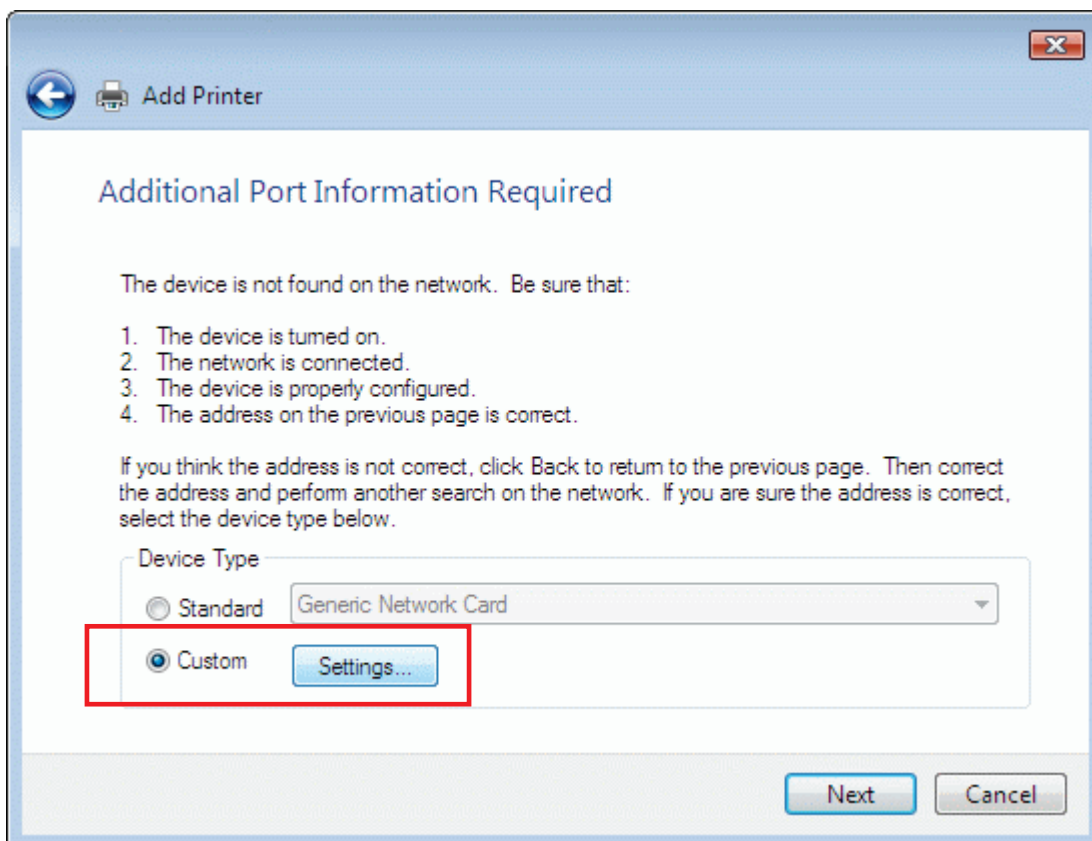 Add Printer
Additional Port Information Required
The device is not found on the network.  Be sure that:
1.  The device is turned on.
2.  The network is connected.
3.  The device is properly configured.
4.  The address on the previous page is correct.
If you think the address is not correct, click Back to return to the previous page.  Then correct
the address and perform another search on the network.  If you are sure the address is correct,
select the device type below.
Device Type
Standard Generic Network Card
Custom Settings...
Next Cancel